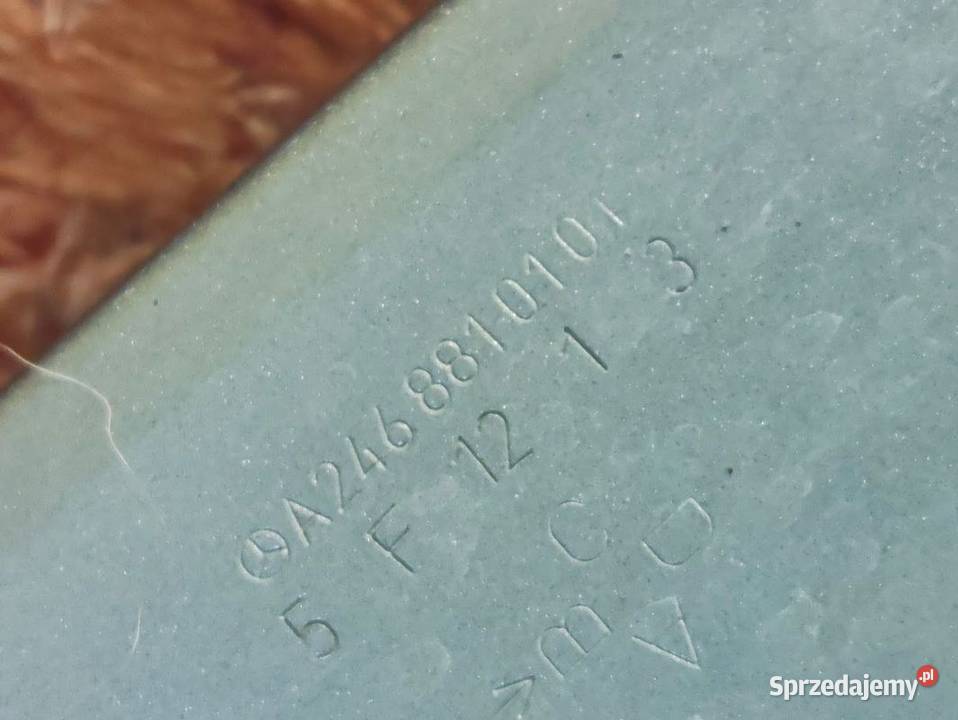 A246 881 01 01
5 F 12 1 3
C D
E A
Sprzedajemy.pl